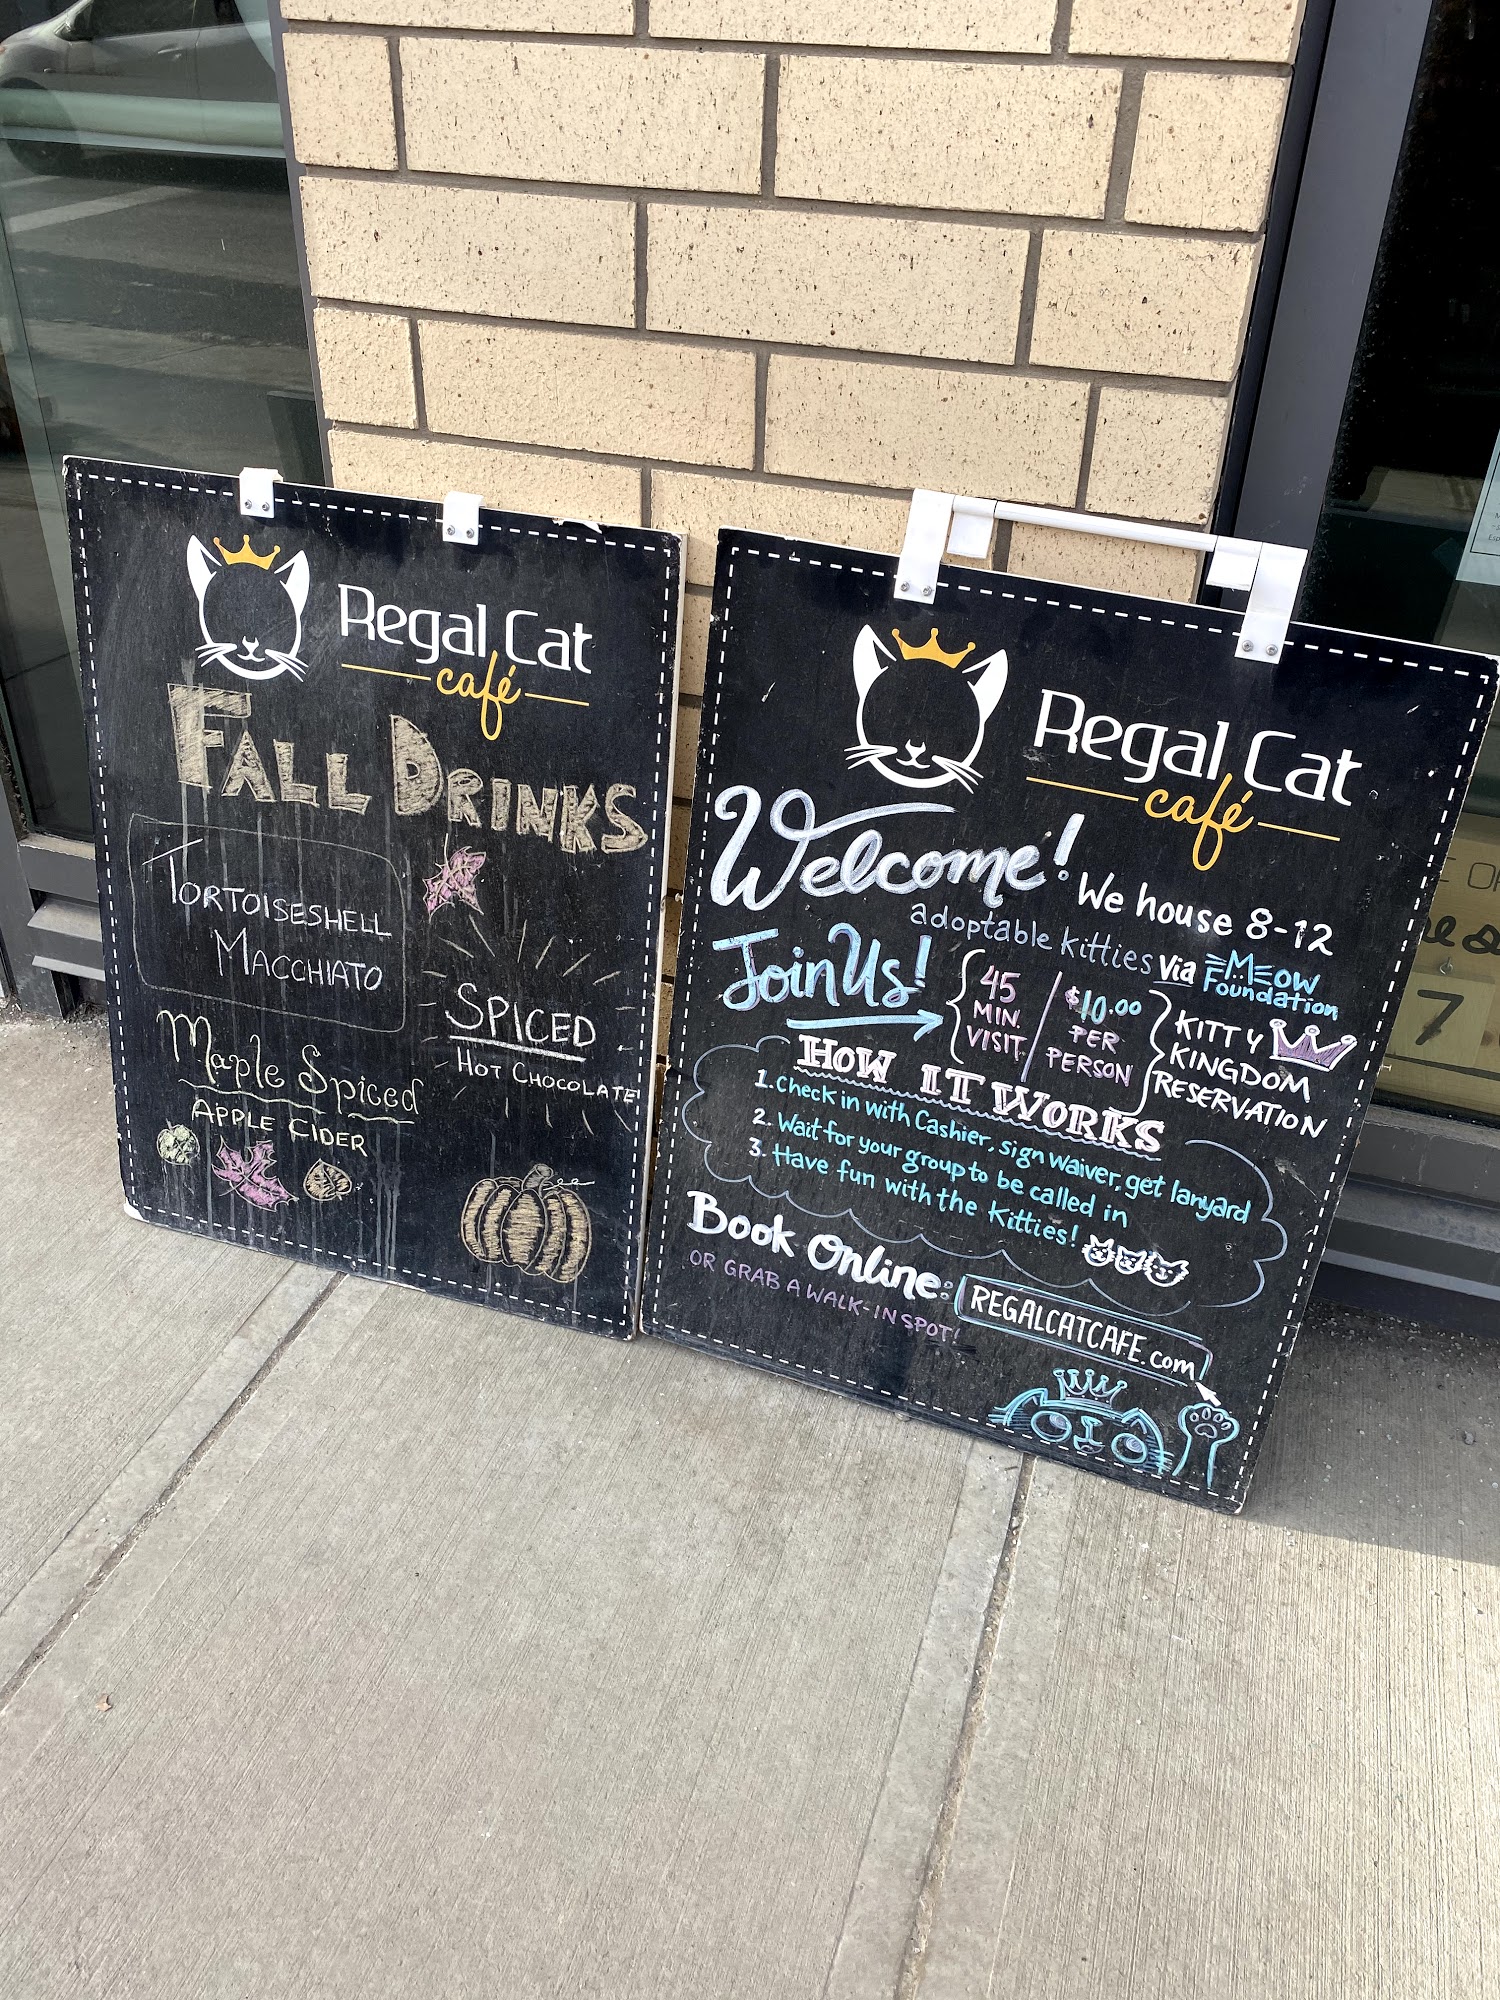 Regal Cat
café
FALL DRINKS
TORTOISESHELL
MACCHIATO
SPICED
HOT CHOCOLATE
Maple Spiced
APPLE CIDER
Regal Cat
café
Welcome! We house 8-12
adoptable kitties via MEOW
Foundation
Join Us!
45
MIN.
VISIT
$10.00
PER
PERSON
KITTY
KINGDOM
RESERVATION
HOW IT WORKS
1. Check in with Cashier, sign waiver, get lanyard
2. Wait for your group to be called in
3. Have fun with the Kitties!
Book Online: REGALCATCAFE.com
OR GRAB A WALK-IN SPOT!
7